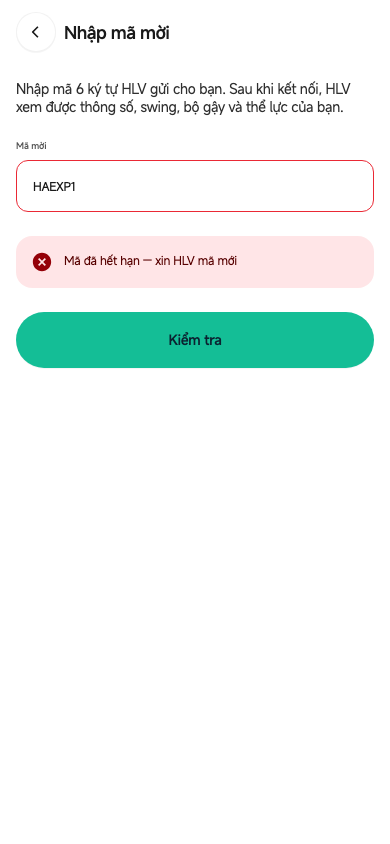 Nhập mã mời
Nhập mã 6 ký tự HLV gửi cho bạn. Sau khi kết nối, HLV
xem được thông số, swing, bộ gậy và thể lực của bạn.
Mã mời
HAEXP1
Mã đã hết hạn — xin HLV mã mới
Kiểm tra